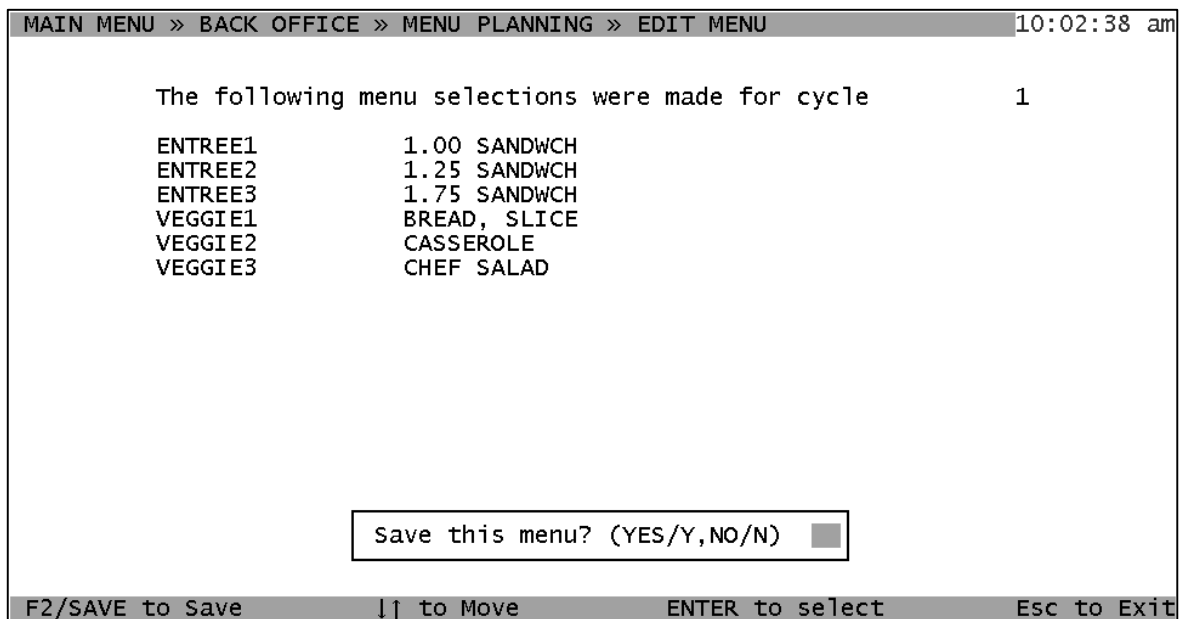 MAIN MENU » BACK OFFICE » MENU PLANNING » EDIT MENU 10:02:38 am
The following menu selections were made for cycle 1
ENTREE1 1.00 SANDWCH
ENTREE2 1.25 SANDWCH
ENTREE3 1.75 SANDWCH
VEGGIE1 BREAD, SLICE
VEGGIE2 CASSEROLE
VEGGIE3 CHEF SALAD
Save this menu? (YES/Y,NO/N)
F2/SAVE to Save ↓↑ to Move ENTER to select Esc to Exit